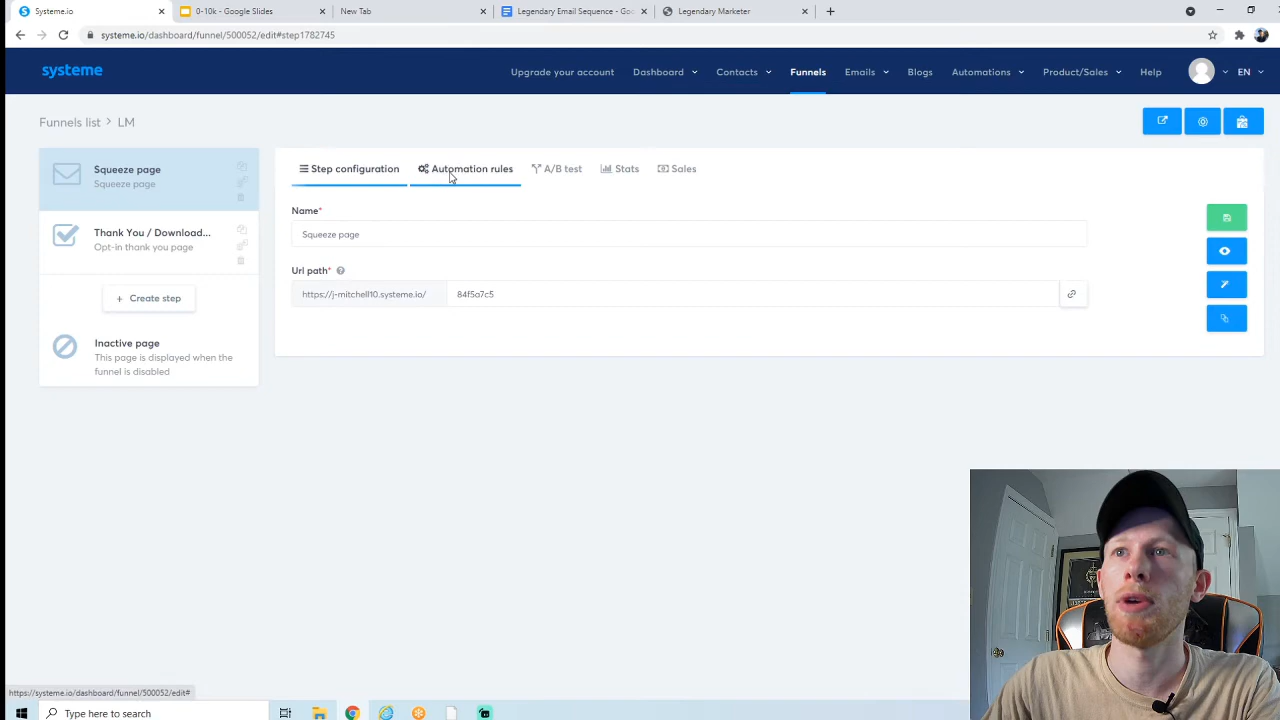 Systeme.io
0-10k - Google Slides
New Tab
Legendary Email Sequence - Goo
Legendary Marketer
systeme.io/dashboard/funnel/500052/edit#step1782745
systeme
Upgrade your account
Dashboard
Contacts
Funnels
Emails
Blogs
Automations
Product/Sales
Help
EN
Funnels list > LM
Squeeze page
Squeeze page
Thank You / Download...
Opt-in thank you page
+ Create step
Inactive page
This page is displayed when the
funnel is disabled
Step configuration
Automation rules
A/B test
Stats
Sales
Name*
Squeeze page
Url path*
https://j-mitchell10.systeme.io/
84f5a7c5
https://systeme.io/dashboard/funnel/500052/edit#
Type here to search